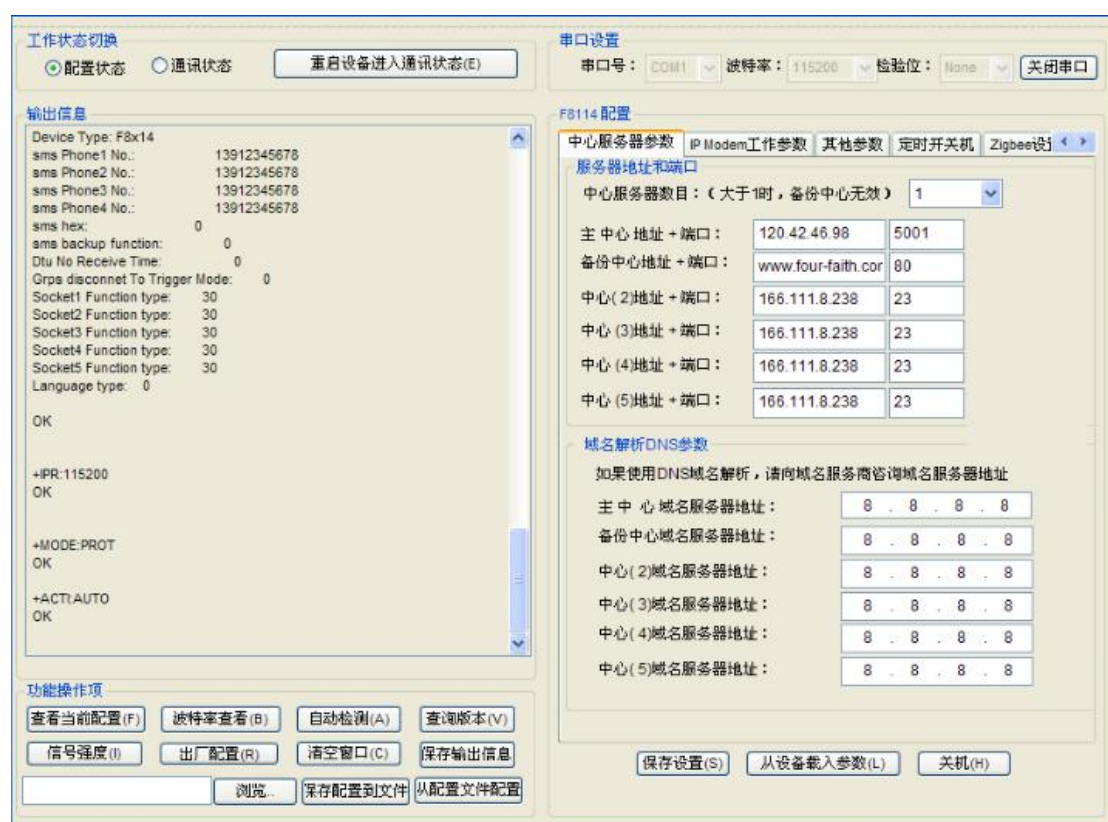 工作状态切换
配置状态 通讯状态 重启设备进入通讯状态(E)
输出信息
Device Type: F8x14
sms Phone1 No.: 13912345678
sms Phone2 No.: 13912345678
sms Phone3 No.: 13912345678
sms Phone4 No.: 13912345678
sms hex: 0
sms backup function: 0
Dtu No Receive Time: 0
Grps disconnet To Trigger Mode: 0
Socket1 Function type: 30
Socket2 Function type: 30
Socket3 Function type: 30
Socket4 Function type: 30
Socket5 Function type: 30
Language type: 0
OK
+IPR:115200
OK
+MODE:PROT
OK
+ACTI:AUTO
OK
功能操作项
查看当前配置(F) 波特率查看(B) 自动检测(A) 查询版本(V)
信号强度(I) 出厂配置(R) 清空窗口(C) 保存输出信息
浏览... 保存配置到文件 从配置文件配置
串口设置
串口号： COM1 波特率： 115200 检验位： None 关闭串口
F8114 配置
中心服务器参数 IP Modem工作参数 其他参数 定时开关机 Zigbee设
服务器地址和端口
中心服务器数目：（大于1时，备份中心无效） 1
主 中心 地址 + 端口： 120.42.46.98 5001
备份中心地址 + 端口： www.four-faith.cor 80
中心( 2)地址 + 端口： 166.111.8.238 23
中心 (3)地址 + 端口： 166.111.8.238 23
中心 (4)地址 + 端口： 166.111.8.238 23
中心 (5)地址 + 端口： 166.111.8.238 23
域名解析DNS参数
如果使用DNS域名解析，请向域名服务商咨询域名服务器地址
主 中 心 域名服务器地址： 8 . 8 . 8 . 8
备份中心域名服务器地址： 8 . 8 . 8 . 8
中心( 2)域名服务器地址： 8 . 8 . 8 . 8
中心( 3)域名服务器地址： 8 . 8 . 8 . 8
中心( 4)域名服务器地址： 8 . 8 . 8 . 8
中心( 5)域名服务器地址： 8 . 8 . 8 . 8
保存设置(S) 从设备载入参数(L) 关机(H)